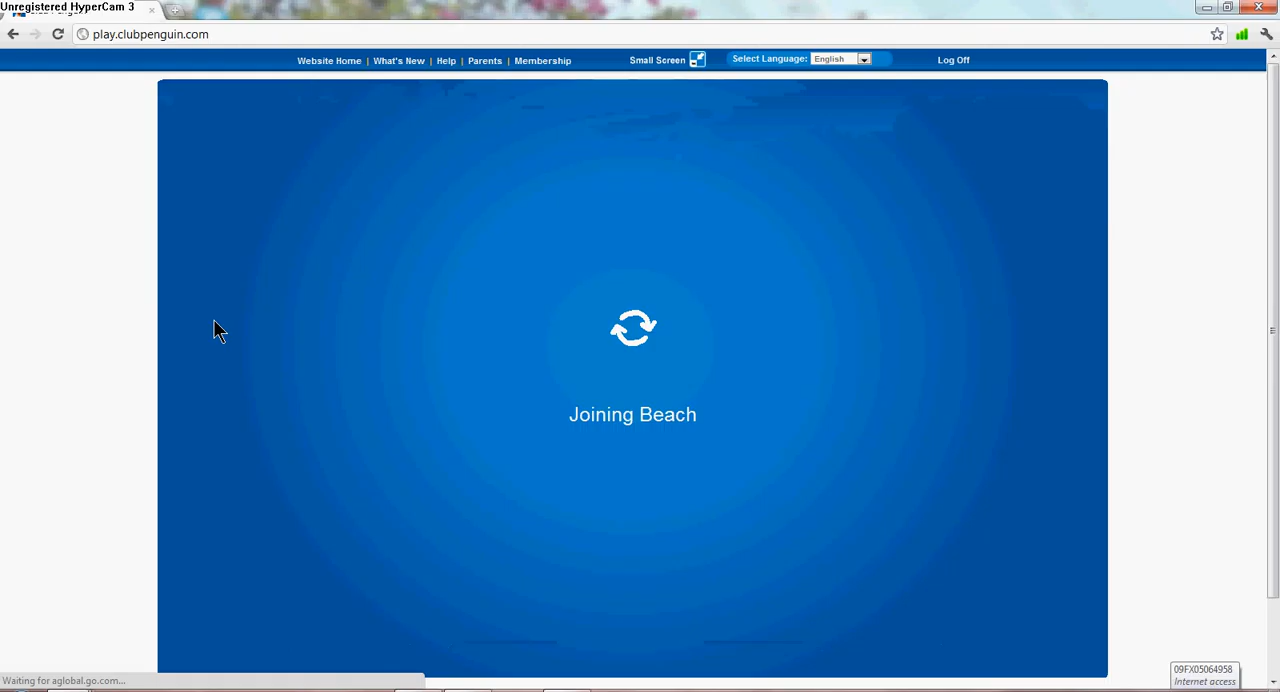 Unregistered HyperCam 3
play.clubpenguin.com
Website Home | What's New | Help | Parents | Membership
Small Screen
Select Language: English
Log Off
Joining Beach
Waiting for aglobal.go.com...
09FX05064958
Internet access